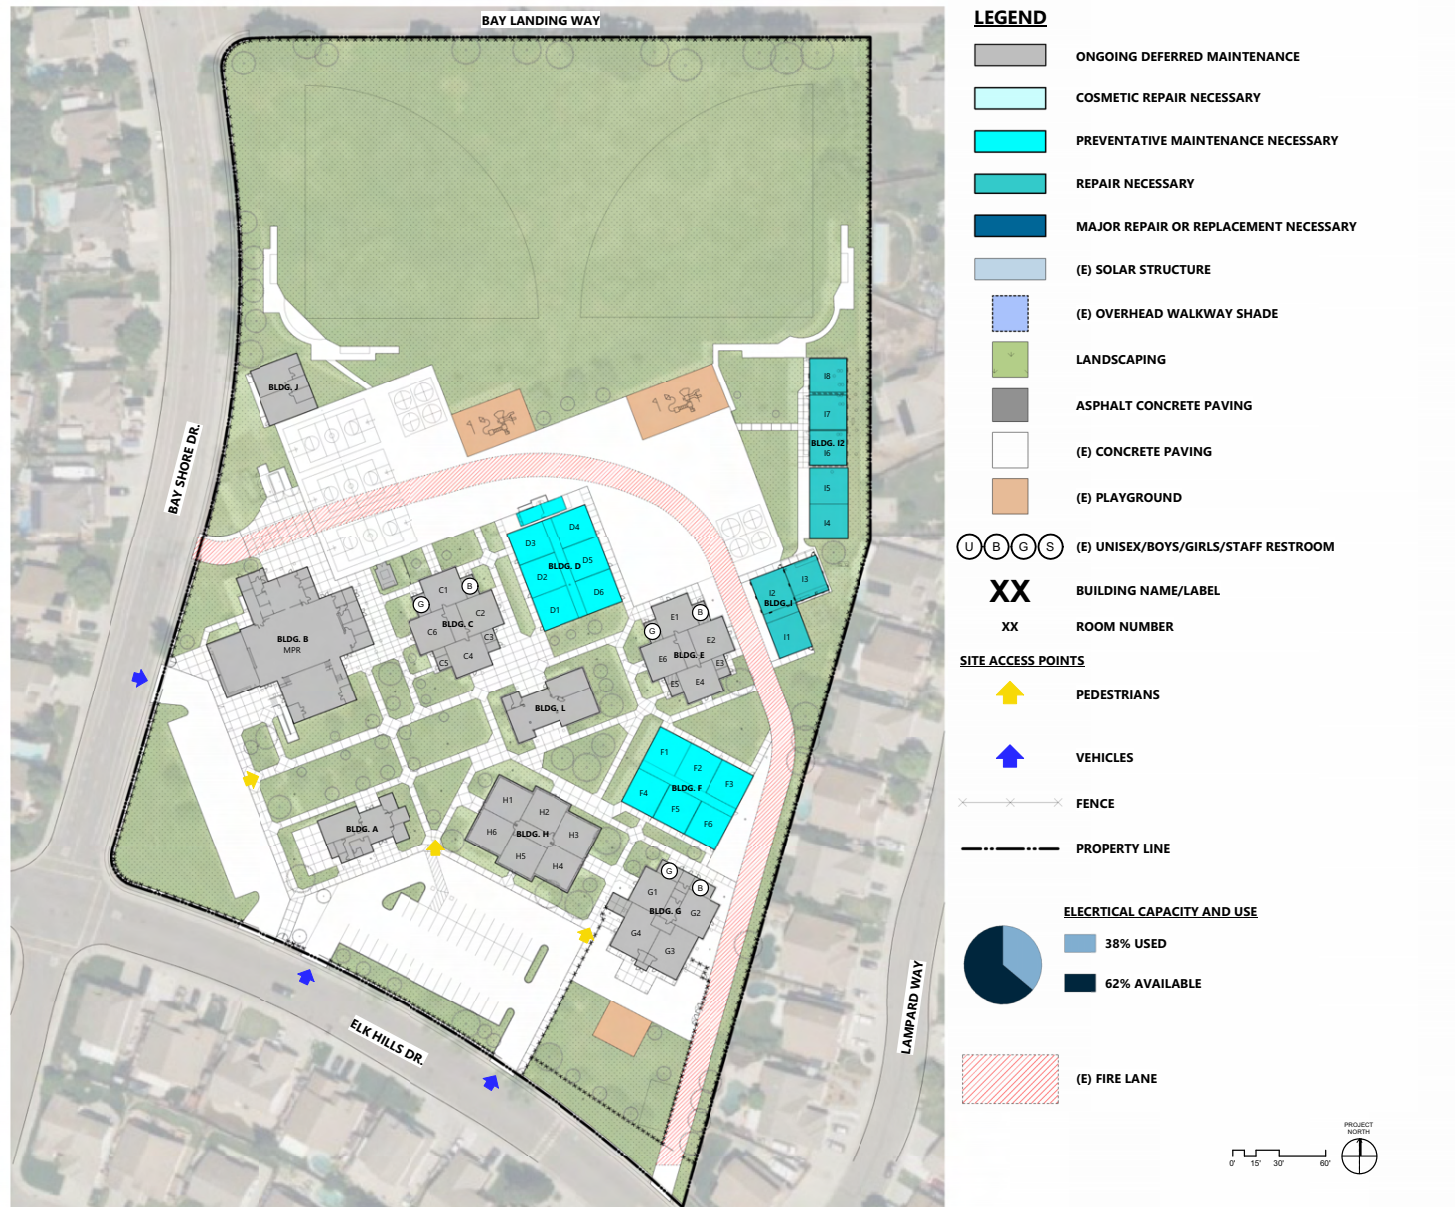 BAY LANDING WAY
BAY SHORE DR.
ELK HILLS DR.
LAMPARD WAY
BLDG. J
I8
I7
BLDG. I2
I6
I5
I4
I3
I2
BLDG. I
I1
D4
D3
D5
BLDG. D
D2
D6
D1
C1
B
G
C2
BLDG. C
C6
C3
C4
C5
BLDG. B
MPR
E1
B
G
E2
BLDG. E
E6
E3
E5
E4
BLDG. L
F1
F2
F3
BLDG. F
F4
F5
F6
BLDG. A
H1
H2
H6
BLDG. H
H3
H5
H4
G
B
G1
BLDG. G
G2
G4
G3
LEGEND
ONGOING DEFERRED MAINTENANCE
COSMETIC REPAIR NECESSARY
PREVENTATIVE MAINTENANCE NECESSARY
REPAIR NECESSARY
MAJOR REPAIR OR REPLACEMENT NECESSARY
(E) SOLAR STRUCTURE
(E) OVERHEAD WALKWAY SHADE
LANDSCAPING
ASPHALT CONCRETE PAVING
(E) CONCRETE PAVING
(E) PLAYGROUND
U B G S (E) UNISEX/BOYS/GIRLS/STAFF RESTROOM
XX BUILDING NAME/LABEL
XX ROOM NUMBER
SITE ACCESS POINTS
PEDESTRIANS
VEHICLES
FENCE
PROPERTY LINE
ELECRTICAL CAPACITY AND USE
38% USED
62% AVAILABLE
(E) FIRE LANE
PROJECT
NORTH
0' 15' 30' 60'